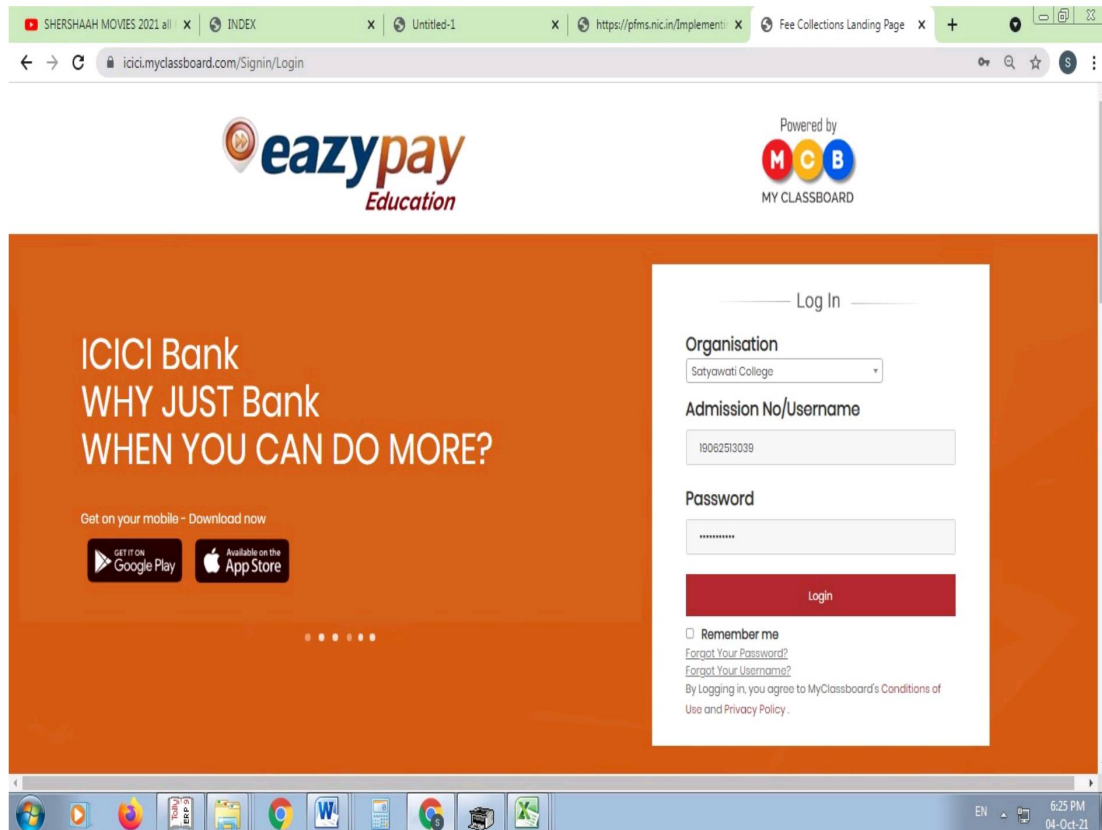 SHERSHAAH MOVIES 2021 all
INDEX
Untitled-1
https://pfms.nic.in/Implementi
Fee Collections Landing Page
icici.myclassboard.com/Signin/Login
S
eazypay
Education
Powered by
M C B
MY CLASSBOARD
ICICI Bank
WHY JUST Bank
WHEN YOU CAN DO MORE?
Get on your mobile - Download now
GET IT ON
Google Play
Available on the
App Store
Log In
Organisation
Satyawati College
Admission No/Username
19062513039
Password
•••••••••••
Login
Remember me
Forgot Your Password?
Forgot Your Username?
By Logging in, you agree to MyClassboard's Conditions of
Use and Privacy Policy .
Tally
ERP 9
W
S
X
EN
6:25 PM
04-Oct-21